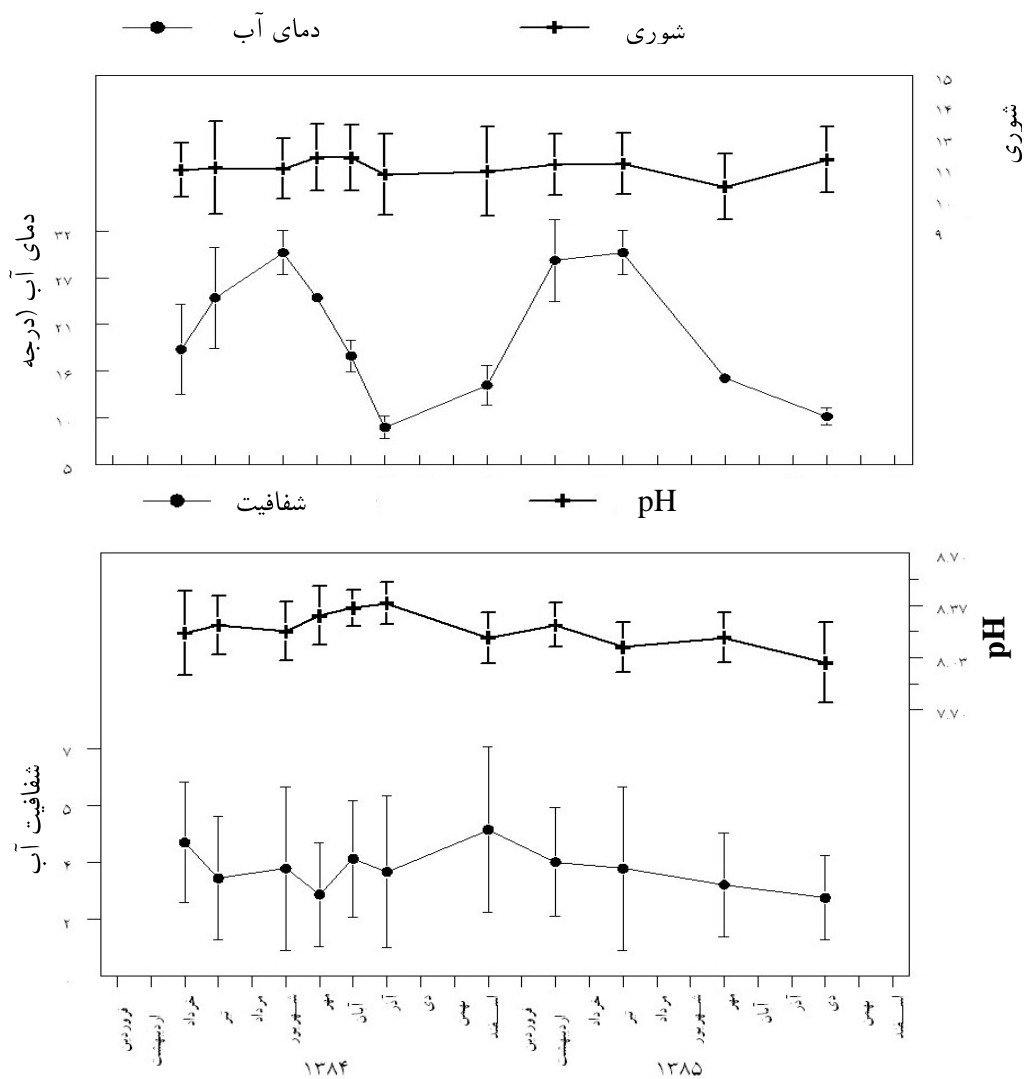 دمای آب
شوری
۱۵
۱۴
۱۳
۱۱
۱۰
۹
شوری
۳۲
۲۷
۲۱
۱۶
۱۰
۵
دمای آب (درجه
شفافیت
pH
۸.۷۰
۸.۳۷
۸.۰۳
۷.۷۰
pH
۷
۵
۴
۲
۰
شفافیت آب
فروردین
اردیبهشت
خرداد
تیر
مرداد
شهریور
مهر
آبان
آذر
دی
بهمن
اسفند
فروردین
اردیبهشت
خرداد
تیر
مرداد
شهریور
مهر
آبان
آذر
دی
بهمن
اسفند
۱۳۸۴
۱۳۸۵